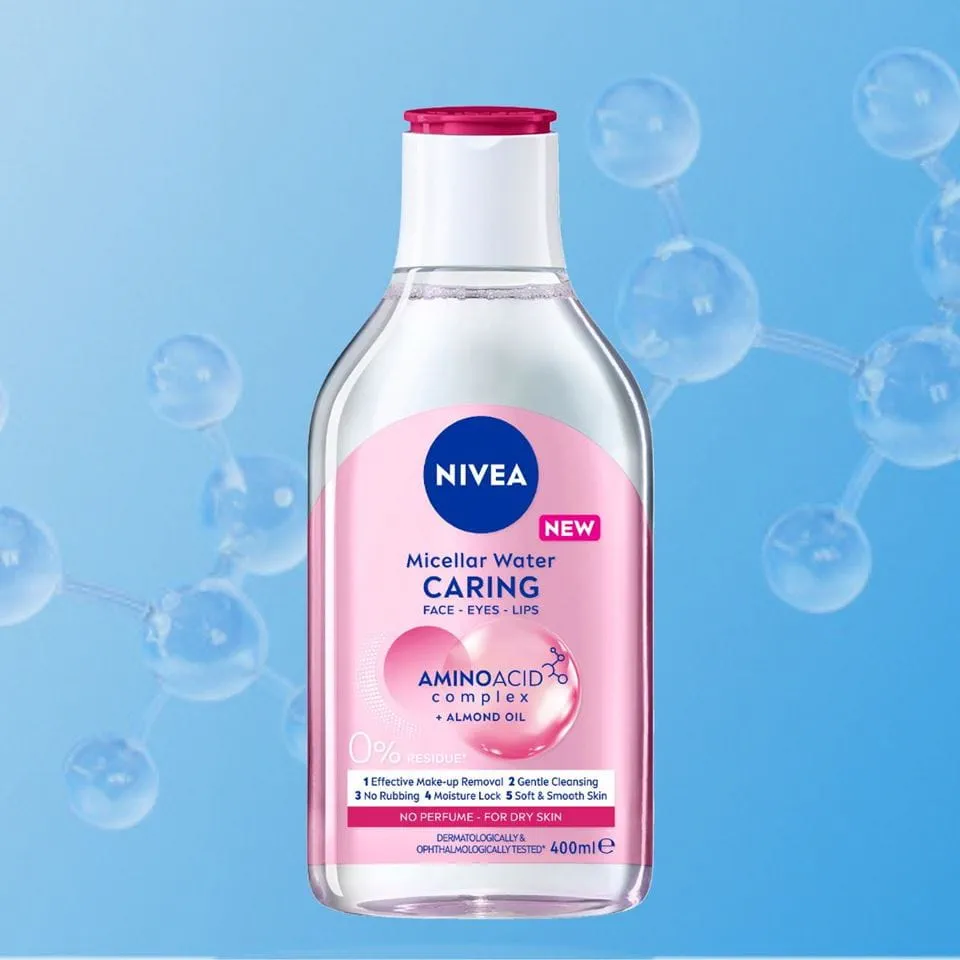 NIVEA
NEW
Micellar Water
CARING
FACE - EYES - LIPS
AMINOACID
complex
+ ALMOND OIL
0% RESIDUE*
1 Effective Make-up Removal 2 Gentle Cleansing
3 No Rubbing 4 Moisture Lock 5 Soft & Smooth Skin
NO PERFUME - FOR DRY SKIN
DERMATOLOGICALLY &
OPHTHALMOLOGICALLY TESTED* 400ml ℮